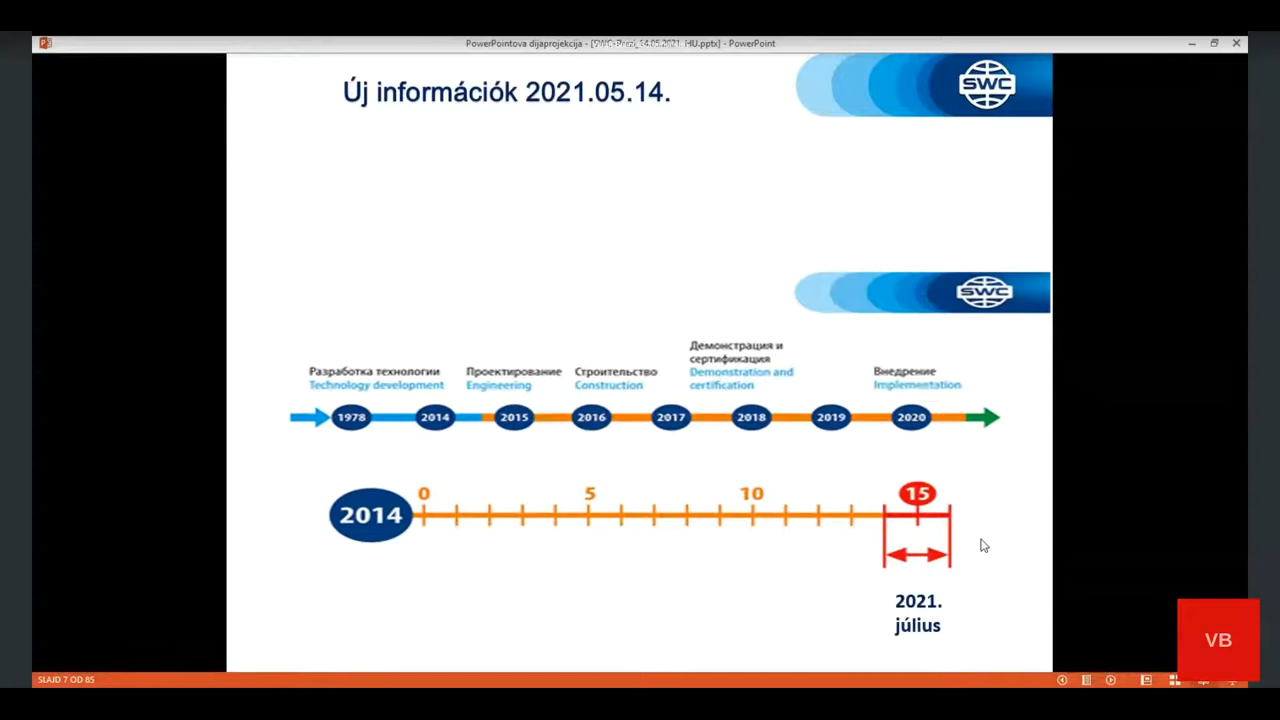 PowerPointova dijaprojekcija - [SWC-Prezi_14.05.2021. HU.pptx] - PowerPoint
Új információk 2021.05.14.
SWC
SWC
Разработка технологии
Technology development
Проектирование
Engineering
Строительство
Construction
Демонстрация и
сертификация
Demonstration and
certification
Внедрение
Implementation
1978 2014 2015 2016 2017 2018 2019 2020
0 5 10 15
2014
2021.
július
VB
SLAJD 7 OD 85